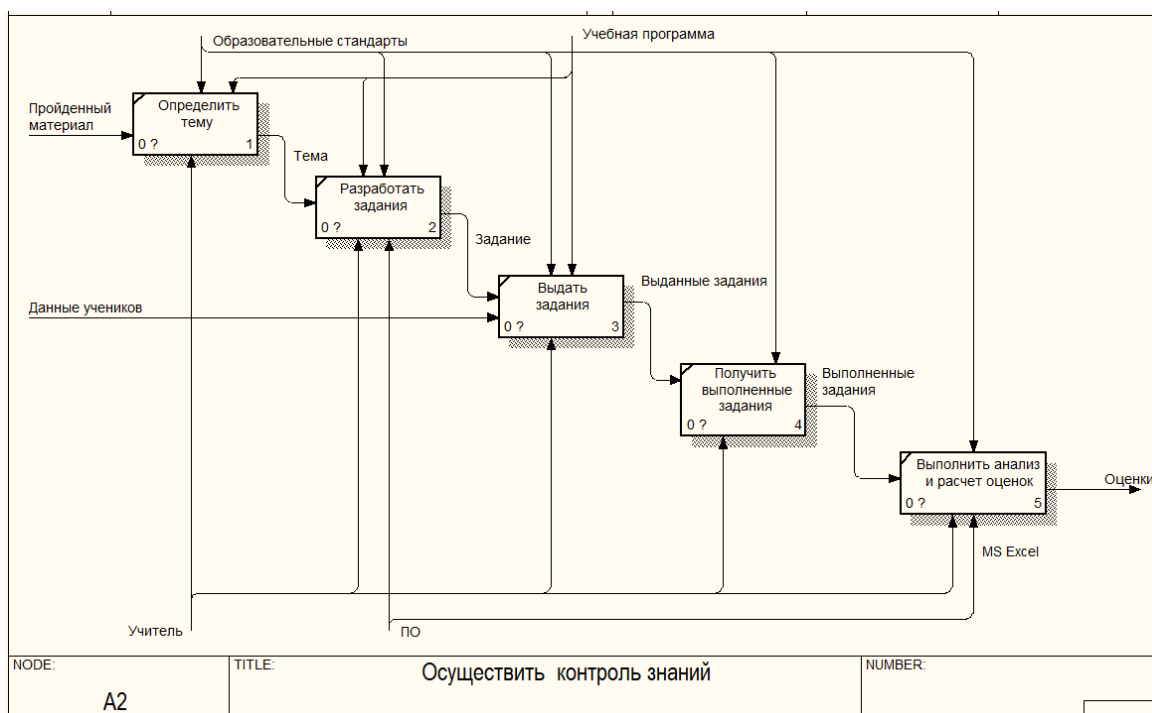 Образовательные стандарты
Учебная программа
Пройденный
материал
Определить
тему
0 ?
1
Тема
Разработать
задания
0 ?
2
Задание
Данные учеников
Выдать
задания
0 ?
3
Выданные задания
Получить
выполненные
задания
0 ?
4
Выполненные
задания
Выполнить анализ
и расчет оценок
0 ?
5
Оценки
MS Excel
Учитель
ПО
NODE:
A2
TITLE:
Осуществить контроль знаний
NUMBER: